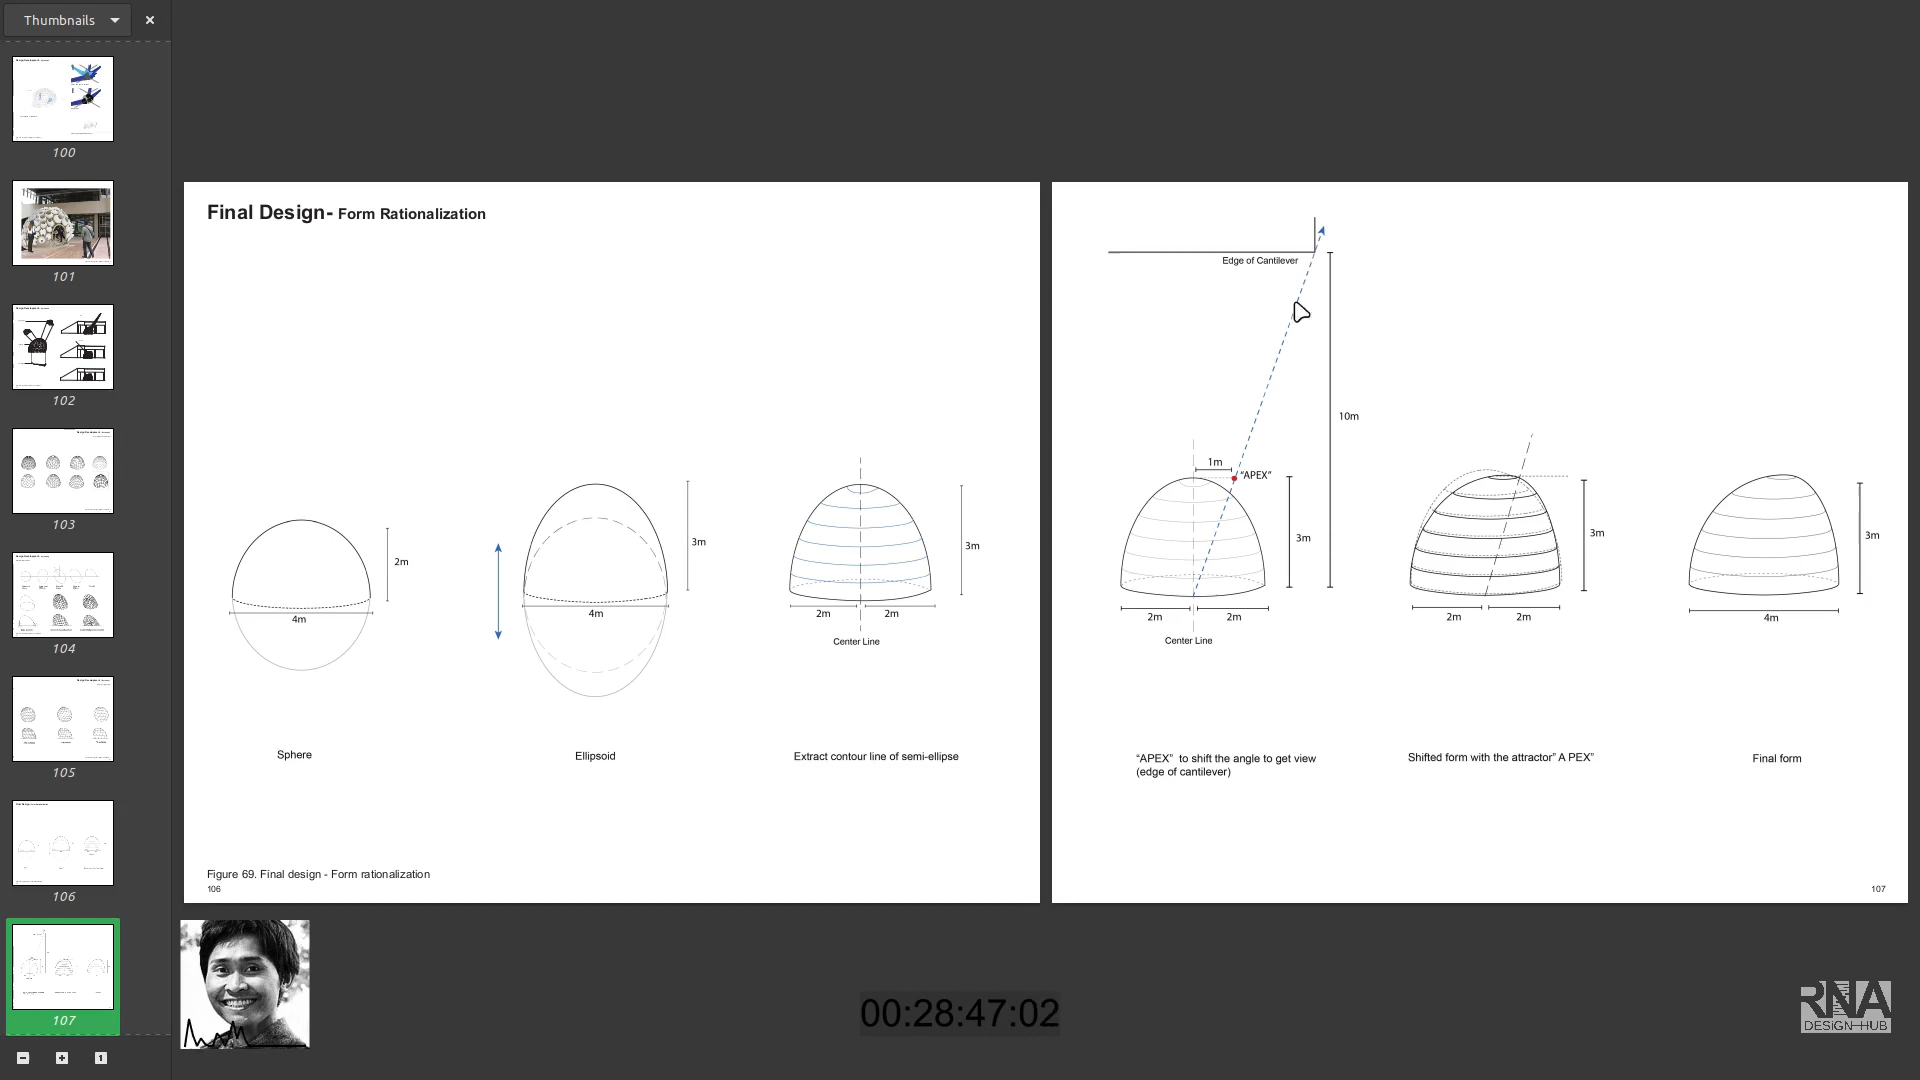 Thumbnails
100
101
102
103
104
105
106
107
Final Design- Form Rationalization
2m
4m
3m
4m
3m
2m
2m
Center Line
Sphere
Ellipsoid
Extract contour line of semi-ellipse
Figure 69. Final design - Form rationalization
106
Edge of Cantilever
10m
1m
"APEX"
3m
2m
2m
Center Line
3m
2m
2m
3m
4m
"APEX"  to shift the angle to get view
(edge of cantilever)
Shifted form with the attractor" A PEX"
Final form
107
00:28:47:02
RNA
DESIGN-HUB
1